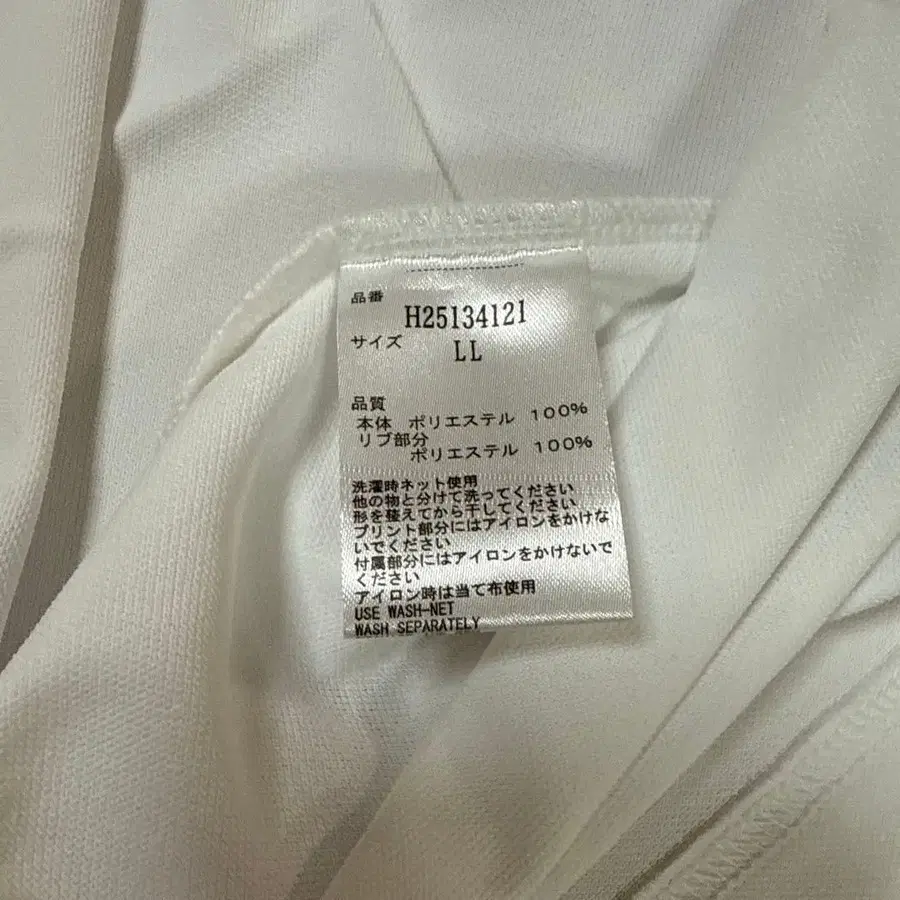 品番
H25134121
サイズ
LL
品質
本体 ポリエステル 100%
リブ部分
ポリエステル 100%
洗濯時ネット使用
他の物と分けて洗ってください
形を整えてから干してください
プリント部分にはアイロンをかけな
いでください
付属部分にはアイロンをかけないで
ください
アイロン時は当て布使用
USE WASH-NET
WASH SEPARATELY